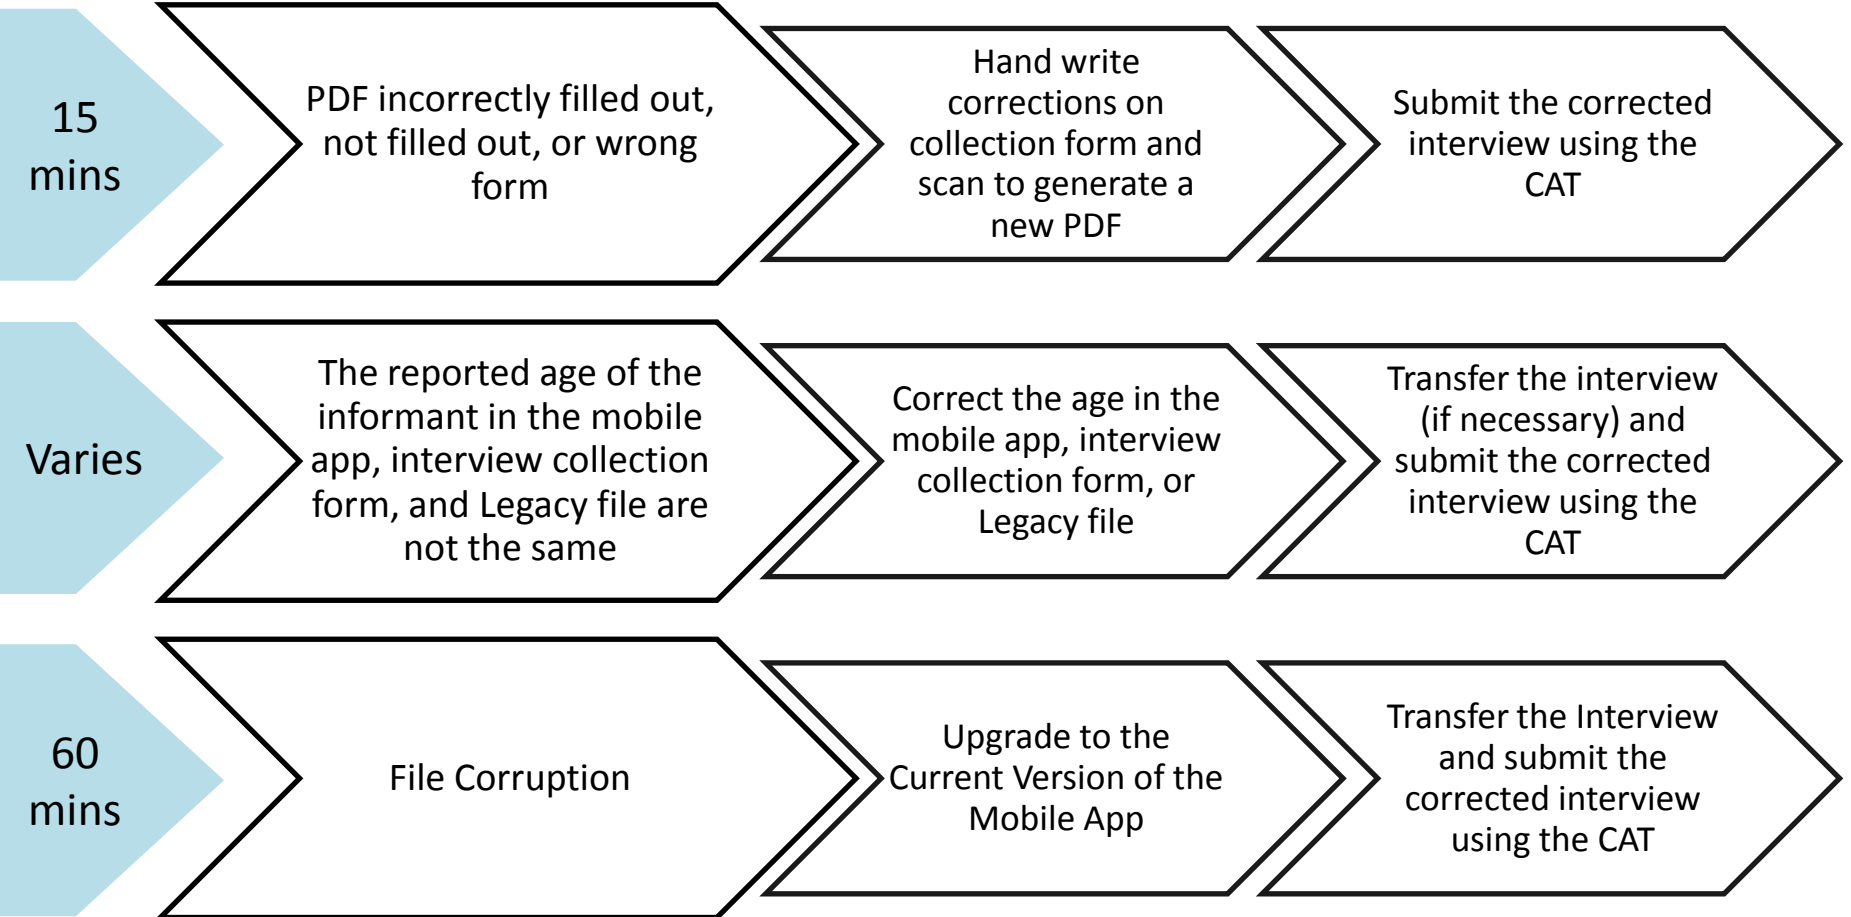 15
mins
PDF incorrectly filled out,
not filled out, or wrong
form
Hand write
corrections on
collection form and
scan to generate a
new PDF
Submit the corrected
interview using the
CAT
Varies
The reported age of the
informant in the mobile
app, interview collection
form, and Legacy file are
not the same
Correct the age in the
mobile app, interview
collection form, or
Legacy file
Transfer the interview
(if necessary) and
submit the corrected
interview using the
CAT
60
mins
File Corruption
Upgrade to the
Current Version of the
Mobile App
Transfer the Interview
and submit the
corrected interview
using the CAT